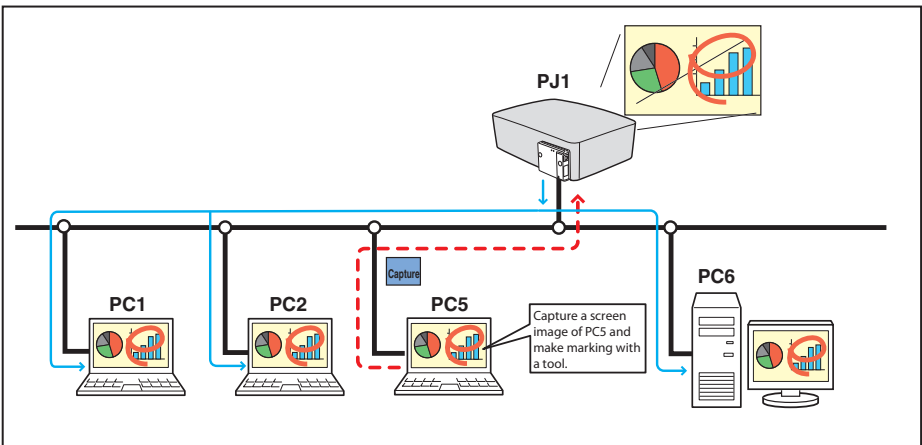 PJ1
Capture
PC1
PC2
PC5
PC6
Capture a screen
image of PC5 and
make marking with
a tool.